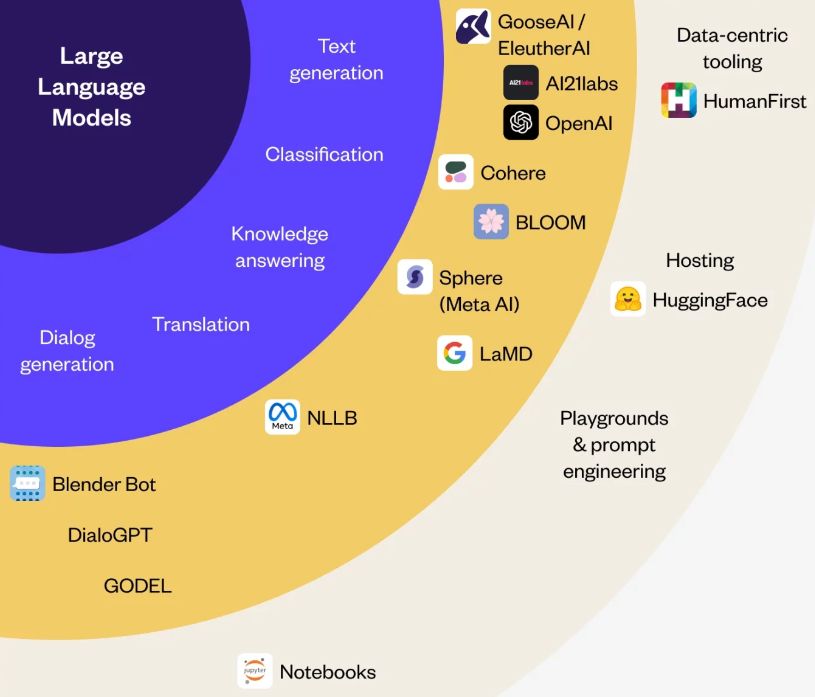 Large
Language
Models
Text
generation
Classification
Knowledge
answering
Translation
Dialog
generation
GooseAI /
EleutherAI
AI21labs
AI21labs
OpenAI
Cohere
BLOOM
Sphere
(Meta AI)
LaMD
Meta
NLLB
Blender Bot
DialoGPT
GODEL
Data-centric
tooling
HumanFirst
Hosting
HuggingFace
Playgrounds
& prompt
engineering
jupyter
Notebooks